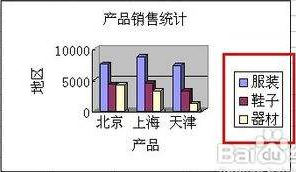 产品销售统计
10000
5000
0
地区
北京 上海 天津
产品
服装
鞋子
器材
Baidu